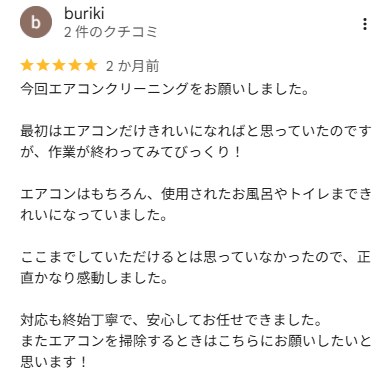 b
buriki
2 件のクチコミ
★★★★★ 2 か月前
今回エアコンクリーニングをお願いしました。
最初はエアコンだけきれいになればと思っていたのです
が、作業が終わってみてびっくり！
エアコンはもちろん、使用されたお風呂やトイレまでき
れいになっていました。
ここまでしていただけるとは思っていなかったので、正
直かなり感動しました。
対応も終始丁寧で、安心してお任せできました。
またエアコンを掃除するときはこちらにお願いしたいと
思います！